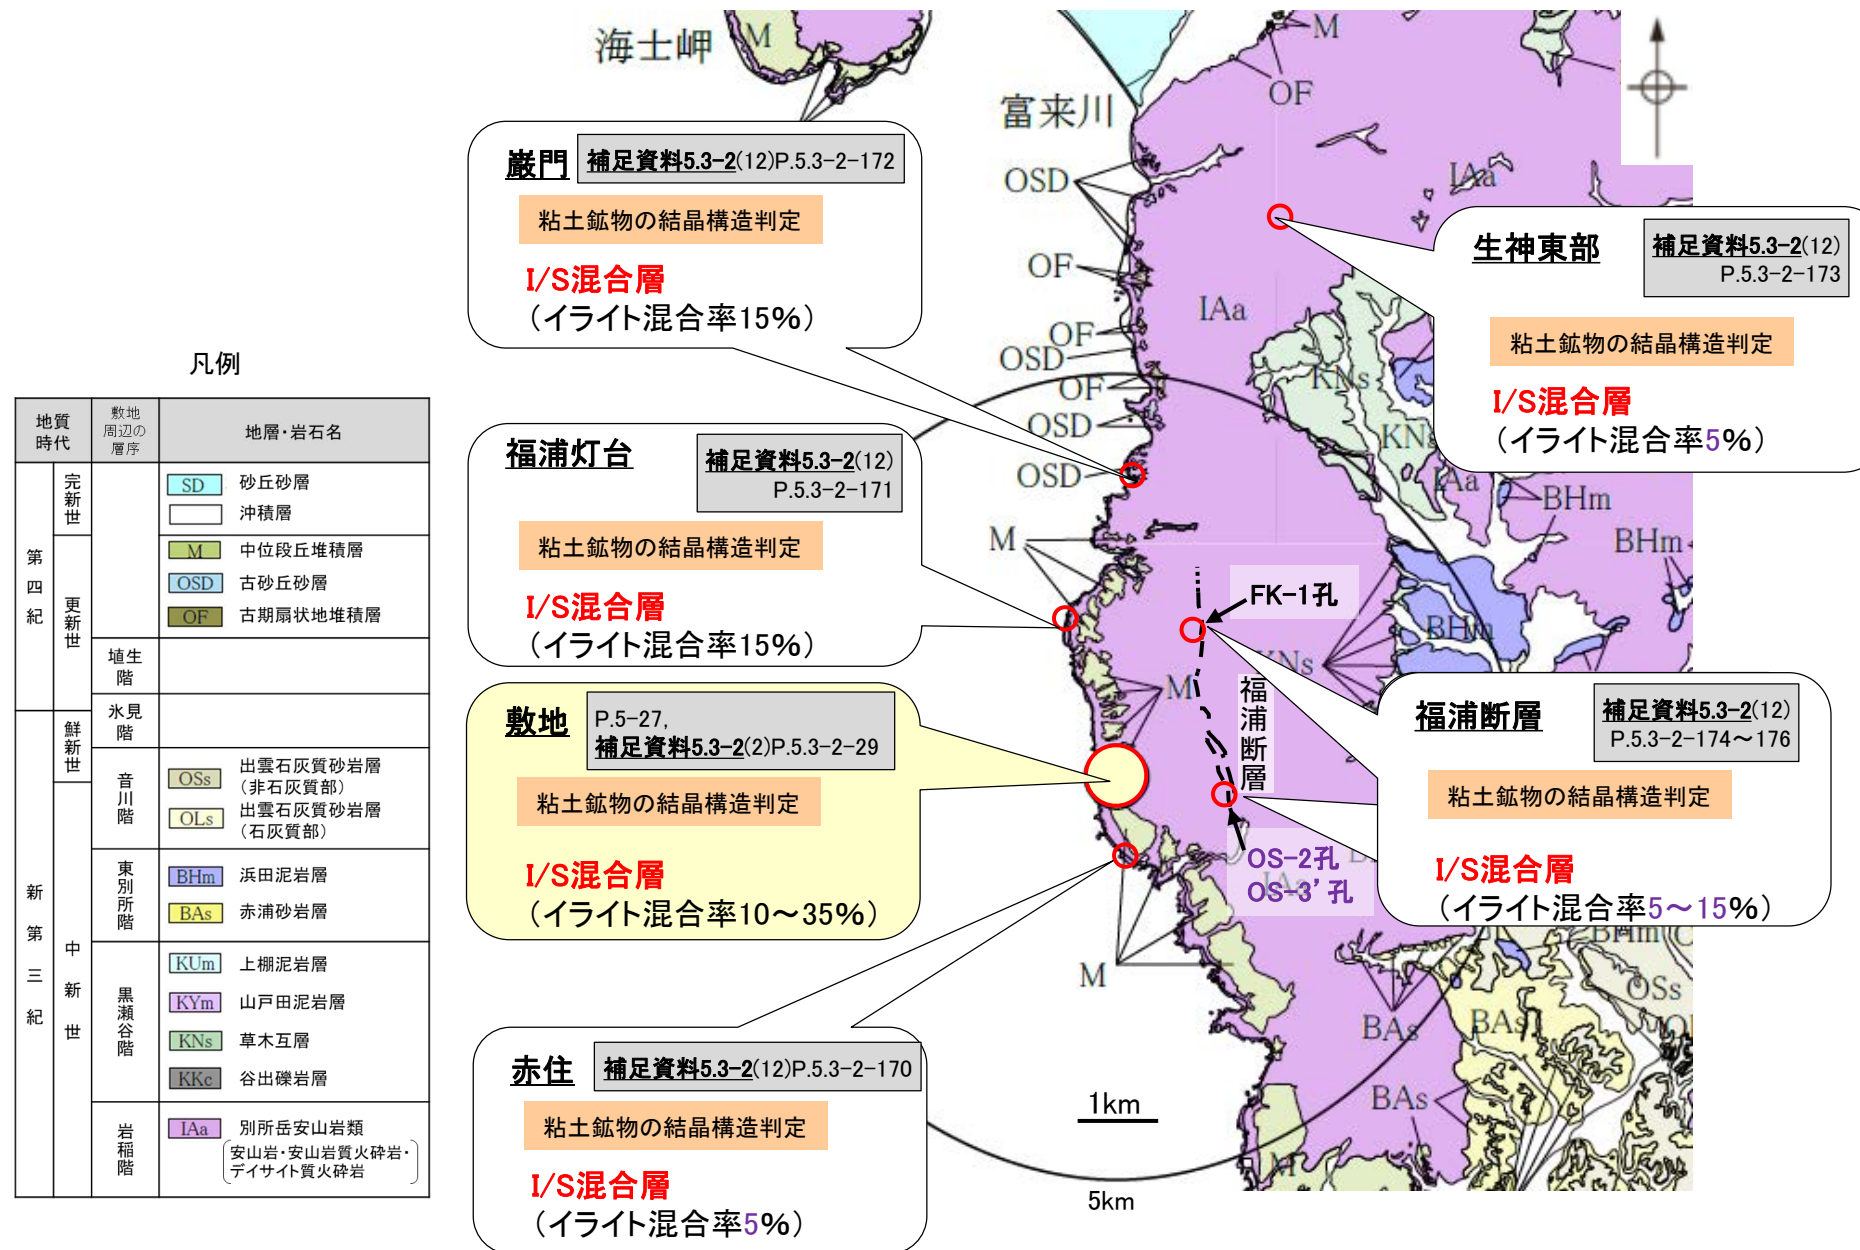 海士岬
M
富来川
M
OF
OSD
IAa
OF
IAa
OF
OSD
OF
OSD
OSD
KNs
KNs
IAa
BHm
BHm
BHm
M
KNs
M
福浦断層
FK-1孔
OS-2孔
OS-3’孔
IAa
M
BHm
OSs
BAs
BAs
BAs
M
1km
5km
巌門
補足資料5.3-2(12)P.5.3-2-172
粘土鉱物の結晶構造判定
I/S混合層
（イライト混合率15%）
生神東部
補足資料5.3-2(12)
P.5.3-2-173
粘土鉱物の結晶構造判定
I/S混合層
（イライト混合率5%）
福浦灯台
補足資料5.3-2(12)
P.5.3-2-171
粘土鉱物の結晶構造判定
I/S混合層
（イライト混合率15%）
敷地
P.5-27,
補足資料5.3-2(2)P.5.3-2-29
粘土鉱物の結晶構造判定
I/S混合層
（イライト混合率10～35%）
福浦断層
補足資料5.3-2(12)
P.5.3-2-174～176
粘土鉱物の結晶構造判定
I/S混合層
（イライト混合率5～15%）
赤住
補足資料5.3-2(12)P.5.3-2-170
粘土鉱物の結晶構造判定
I/S混合層
（イライト混合率5%）
凡例
地質時代
敷地周辺の層序
地層・岩石名
第四紀
完新世
SD 砂丘砂層
沖積層
更新世
M 中位段丘堆積層
OSD 古砂丘砂層
OF 古期扇状地堆積層
埴生階
新第三紀
鮮新世
氷見階
中新世
音川階
OSs 出雲石灰質砂岩層
（非石灰質部）
OLs 出雲石灰質砂岩層
（石灰質部）
東別所階
BHm 浜田泥岩層
BAs 赤浦砂岩層
黒瀬谷階
KUm 上棚泥岩層
KYm 山戸田泥岩層
KNs 草木互層
KKc 谷出礫岩層
岩稲階
IAa 別所岳安山岩類
安山岩・安山岩質火砕岩・
デイサイト質火砕岩